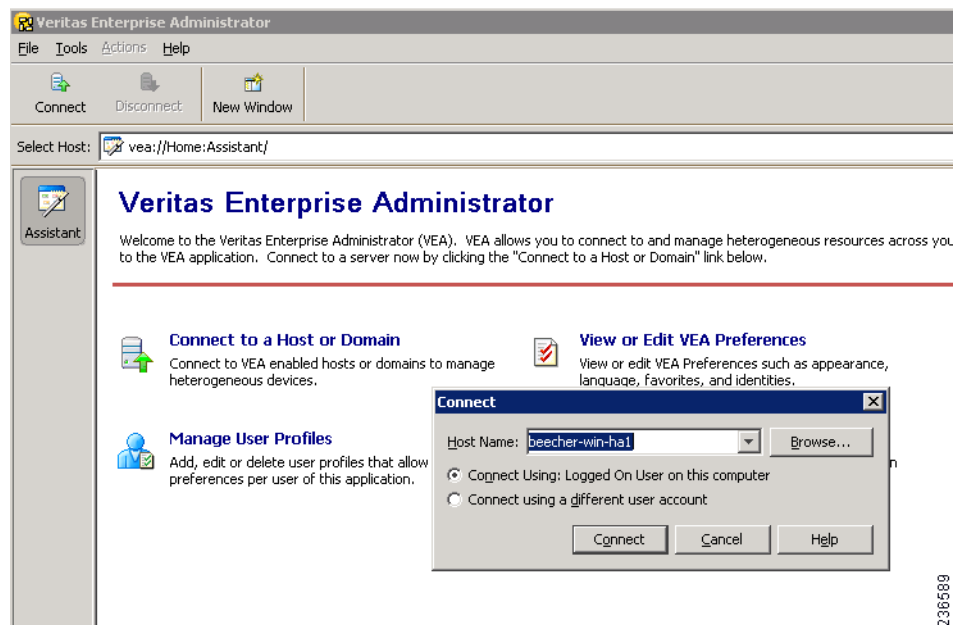 Veritas Enterprise Administrator
File Tools Actions Help
Connect Disconnect New Window
Select Host: vea://Home:Assistant/
Assistant
Veritas Enterprise Administrator
Welcome to the Veritas Enterprise Administrator (VEA). VEA allows you to connect to and manage heterogeneous resources across you
to the VEA application. Connect to a server now by clicking the "Connect to a Host or Domain" link below.
Connect to a Host or Domain
Connect to VEA enabled hosts or domains to manage
heterogeneous devices.
View or Edit VEA Preferences
View or edit VEA Preferences such as appearance,
language, favorites, and identities.
Manage User Profiles
Add, edit or delete user profiles that allow
preferences per user of this application.
n
Connect
Host Name: beecher-win-ha1 Browse...
Connect Using: Logged On User on this computer
Connect using a different user account
Connect Cancel Help
236589